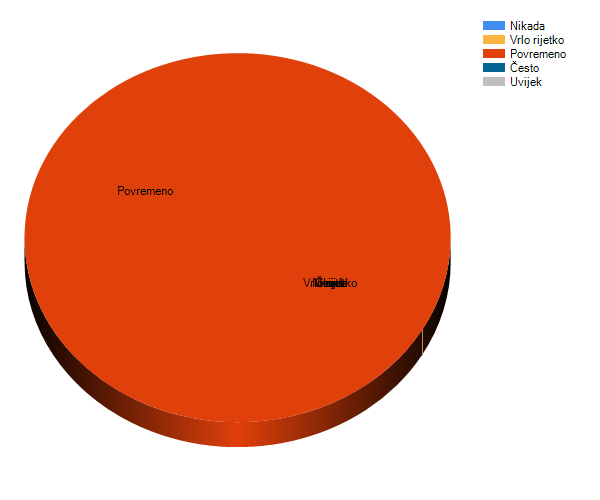 Nikada
Vrlo rijetko
Povremeno
Često
Uvijek
Povremeno